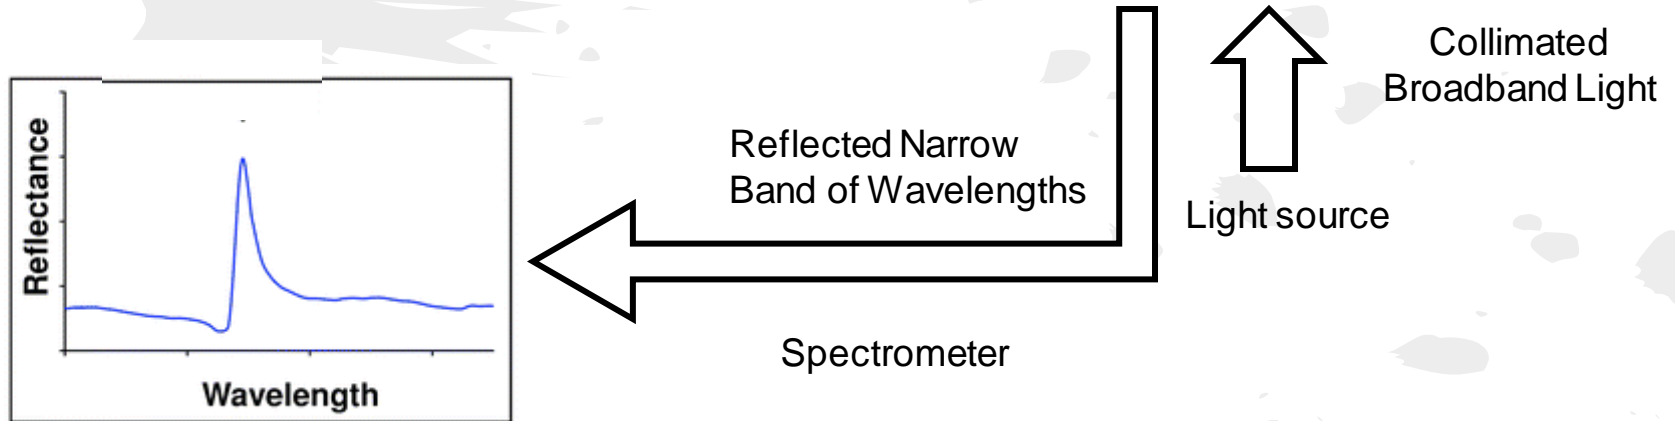 Collimated
Broadband Light
Reflected Narrow
Band of Wavelengths
Light source
Spectrometer
Reflectance
Wavelength